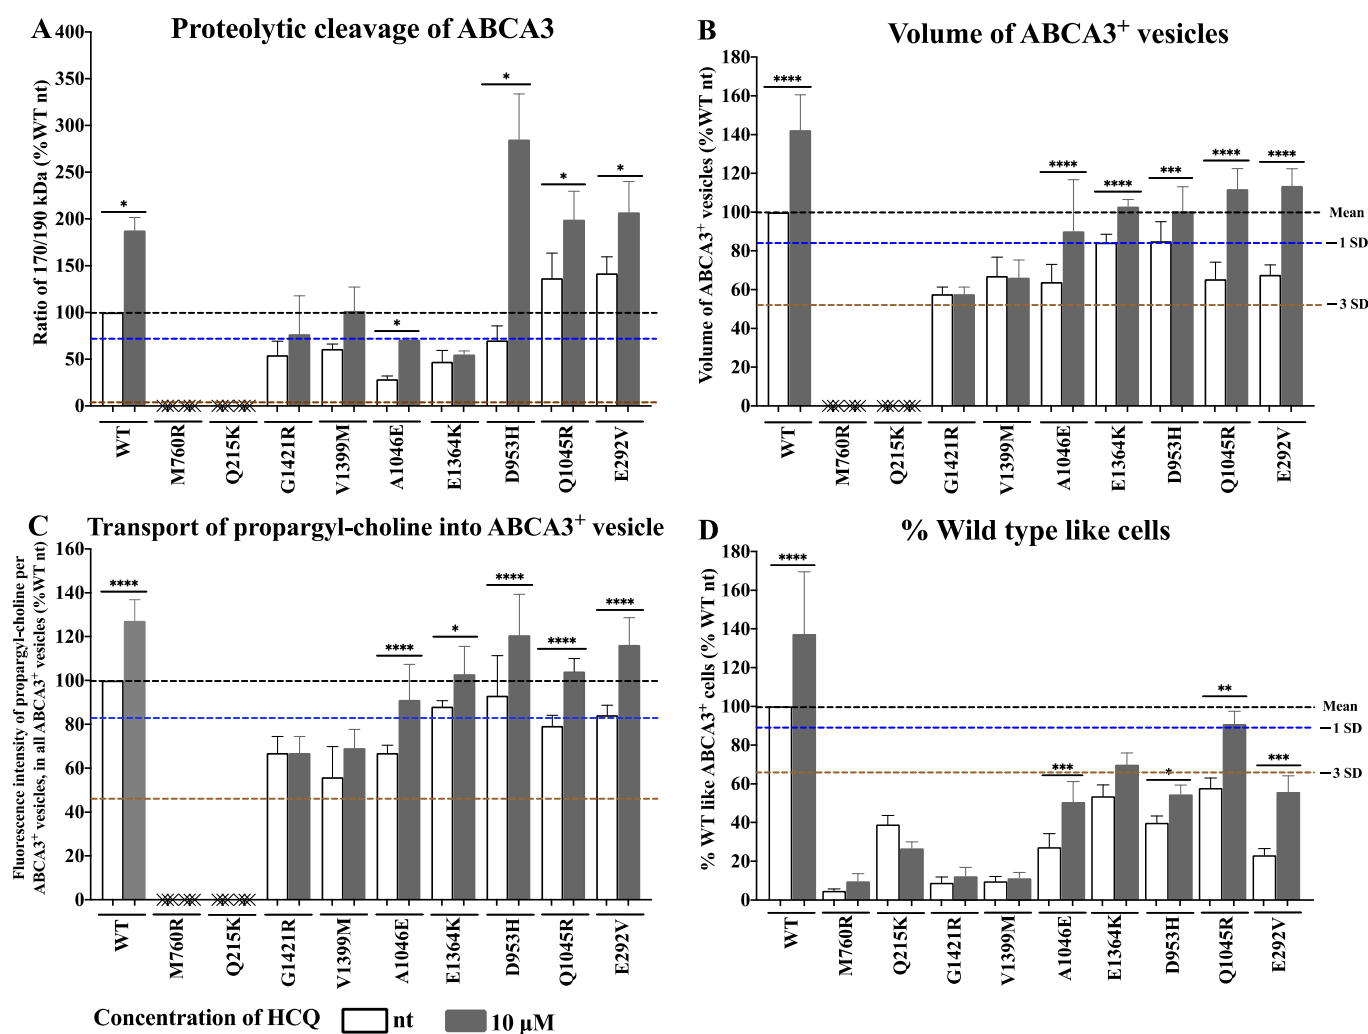 A Proteolytic cleavage of ABCA3
Ratio of 170/190 kDa (%WT nt)
400
350
300
250
200
150
100
50
0
* * * * *
WT M760R Q215K G1421R V1399M A1046E E1364K D953H Q1045R E292V
B Volume of ABCA3+ vesicles
Volume of ABCA3+ vesicles (%WT nt)
180
160
140
120
100
80
60
40
20
0
**** **** **** *** **** ****
Mean
−1 SD
−3 SD
WT M760R Q215K G1421R V1399M A1046E E1364K D953H Q1045R E292V
C Transport of propargyl-choline into ABCA3+ vesicle
Fluorescence intensity of propargyl-choline per
ABCA3+ vesicles, in all ABCA3+ vesicles (%WT nt)
160
140
120
100
80
60
40
20
0
**** **** * **** **** ****
WT M760R Q215K G1421R V1399M A1046E E1364K D953H Q1045R E292V
D % Wild type like cells
% WT like ABCA3+ cells (% WT nt)
180
160
140
120
100
80
60
40
20
0
**** *** * ** ***
Mean
−1 SD
−3 SD
WT M760R Q215K G1421R V1399M A1046E E1364K D953H Q1045R E292V
Concentration of HCQ nt 10 µM